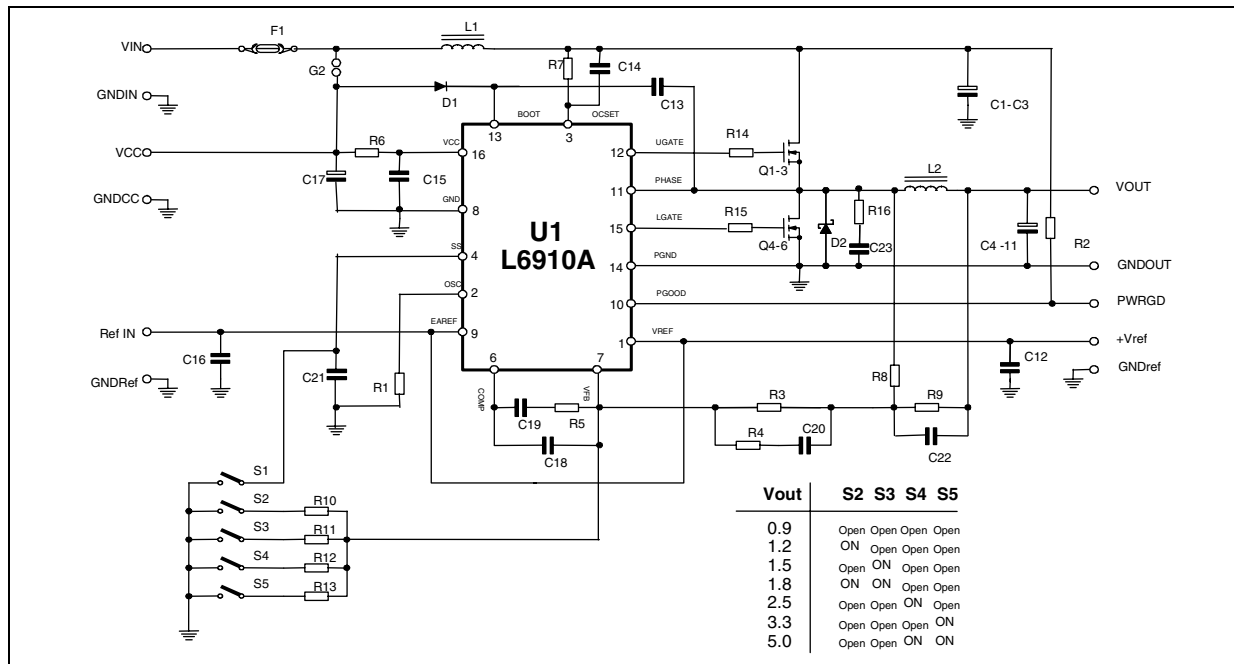 F1
L1
VIN
R7
C14
G2
GNDIN
D1
C13
C1-C3
BOOT
OCSET
13
3
R14
VCC
R6
VCC
16
12
UGATE
Q1-3
L2
C17
C15
11
PHASE
VOUT
GNDCC
GND
8
U1
L6910A
15
LGATE
R15
R16
D2
C23
C4 -11
R2
Q4-6
SS
4
14
PGND
GNDOUT
OSC
2
10
PGOOD
PWRGD
Ref IN
EAREF
9
1
VREF
+Vref
C16
6
7
C12
GNDRef
C21
R1
COMP
VFB
R8
GNDref
R3
R9
C19
R5
R4
C20
C18
C22
S1
S2
R10
S3
R11
S4
R12
S5
R13
Vout S2 S3 S4 S5
0.9 Open Open Open Open
1.2 ON Open Open Open
1.5 Open ON Open Open
1.8 ON ON Open Open
2.5 Open Open ON Open
3.3 Open Open Open ON
5.0 Open Open ON ON